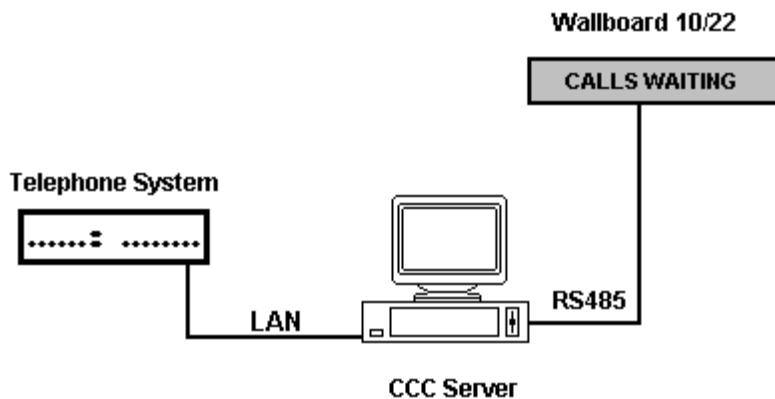 Wallboard 10/22
CALLS WAITING
Telephone System
LAN
RS485
CCC Server